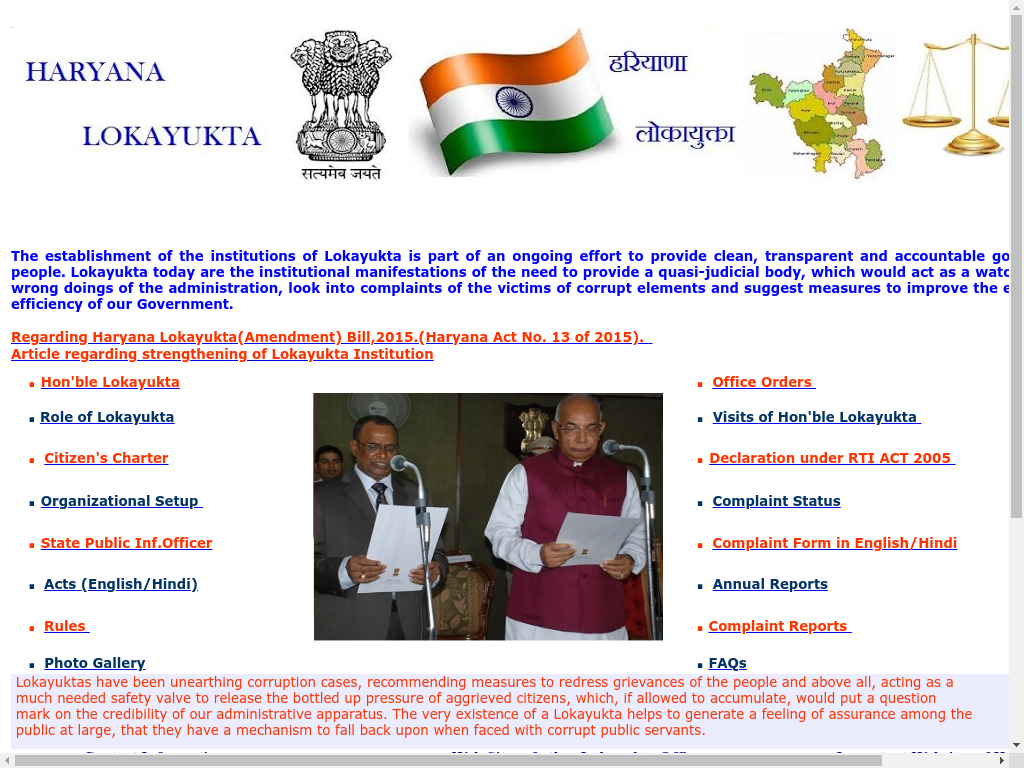 HARYANA
LOKAYUKTA
सत्यमेव जयते
हरियाणा
लोकायुक्ता
The establishment of the institutions of Lokayukta is part of an ongoing effort to provide clean, transparent and accountable
people. Lokayukta today are the institutional manifestations of the need to provide a quasi-judicial body, which would act as a
wrong doings of the administration, look into complaints of the victims of corrupt elements and suggest measures to improve the
efficiency of our Government.
Regarding Haryana Lokayukta(Amendment) Bill,2015.(Haryana Act No. 13 of 2015).
Article regarding strengthening of Lokayukta Institution
Hon'ble Lokayukta
Office Orders
Role of Lokayukta
Visits of Hon'ble Lokayukta
Citizen's Charter
Declaration under RTI ACT 2005
Organizational Setup
Complaint Status
State Public Inf.Officer
Complaint Form in English/Hindi
Acts (English/Hindi)
Annual Reports
Rules
Complaint Reports
Photo Gallery
FAQs
Lokayuktas have been unearthing corruption cases, recommending measures to redress grievances of the people and above all, acting as a
much needed safety valve to release the bottled up pressure of aggrieved citizens, which, if allowed to accumulate, would put a question
mark on the credibility of our administrative apparatus. The very existence of a Lokayukta helps to generate a feeling of assurance among the
public at large, that they have a mechanism to fall back upon when faced with corrupt public servants.